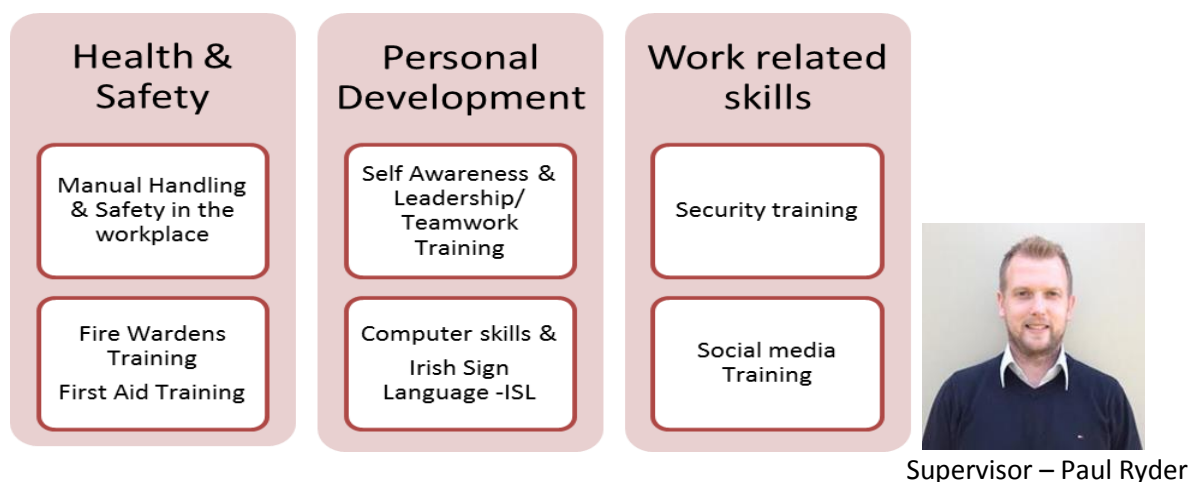 Health &
Safety
Manual Handling
& Safety in the
workplace
Fire Wardens
Training
First Aid Training
Personal
Development
Self Awareness &
Leadership/
Teamwork
Training
Computer skills &
Irish Sign
Language -ISL
Work related
skills
Security training
Social media
Training
Supervisor – Paul Ryder